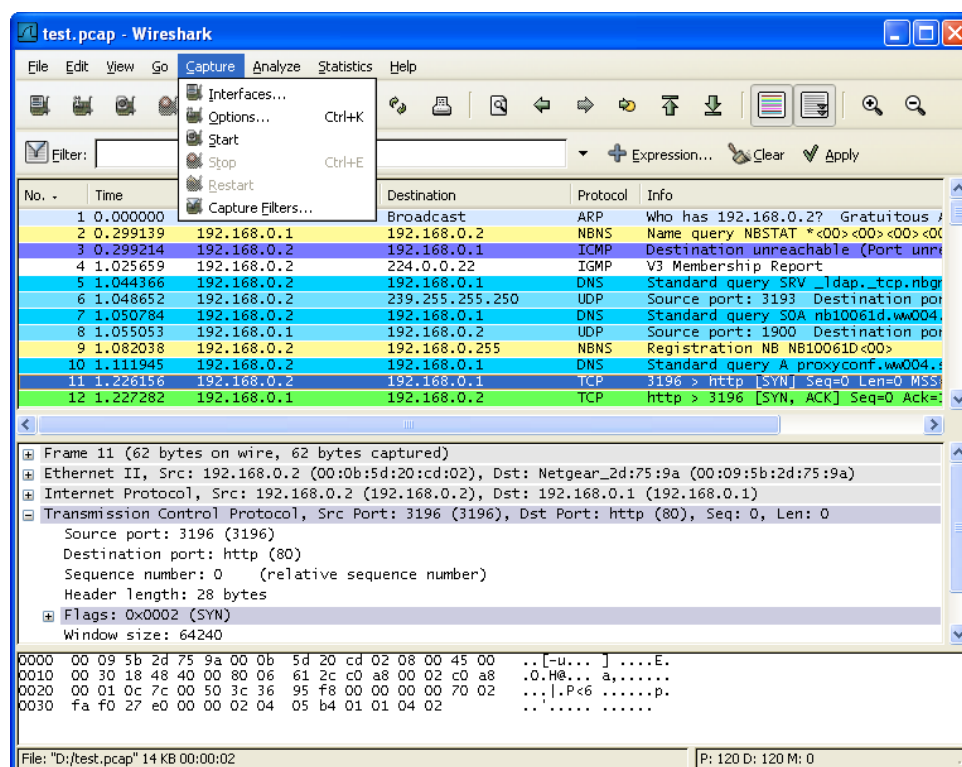 test.pcap - Wireshark
File Edit View Go Capture Analyze Statistics Help
Interfaces...
Options... Ctrl+K
Start
Stop Ctrl+E
Restart
Capture Filters...
Filter: Expression... Clear Apply
No. Time Destination Protocol Info
1 0.000000 Broadcast ARP Who has 192.168.0.2? Gratuitous
2 0.299139 192.168.0.1 192.168.0.2 NBNS Name query NBSTAT *<00><00><00><00
3 0.299214 192.168.0.2 192.168.0.1 ICMP Destination unreachable (Port unre
4 1.025659 192.168.0.2 224.0.0.22 IGMP V3 Membership Report
5 1.044366 192.168.0.2 192.168.0.1 DNS Standard query SRV _ldap._tcp.nbgm
6 1.048652 192.168.0.2 239.255.255.250 UDP Source port: 3193 Destination por
7 1.050784 192.168.0.2 192.168.0.1 DNS Standard query SOA nb10061d.ww004.
8 1.055053 192.168.0.1 192.168.0.2 UDP Source port: 1900 Destination por
9 1.082038 192.168.0.2 192.168.0.255 NBNS Registration NB NB10061D<00>
10 1.111945 192.168.0.2 192.168.0.1 DNS Standard query A proxyconf.ww004.s
11 1.226156 192.168.0.2 192.168.0.1 TCP 3196 > http [SYN] Seq=0 Len=0 MSS=
12 1.227282 192.168.0.1 192.168.0.2 TCP http > 3196 [SYN, ACK] Seq=0 Ack=1
Frame 11 (62 bytes on wire, 62 bytes captured)
Ethernet II, Src: 192.168.0.2 (00:0b:5d:20:cd:02), Dst: Netgear_2d:75:9a (00:09:5b:2d:75:9a)
Internet Protocol, Src: 192.168.0.2 (192.168.0.2), Dst: 192.168.0.1 (192.168.0.1)
Transmission Control Protocol, Src Port: 3196 (3196), Dst Port: http (80), Seq: 0, Len: 0
Source port: 3196 (3196)
Destination port: http (80)
Sequence number: 0 (relative sequence number)
Header length: 28 bytes
Flags: 0x0002 (SYN)
Window size: 64240
0000 00 09 5b 2d 75 9a 00 0b 5d 20 cd 02 08 00 45 00 ..[-u... ] ....E.
0010 00 30 18 48 40 00 80 06 61 2c c0 a8 00 02 c0 a8 .0.H@... a,......
0020 00 01 0c 7c 00 50 3c 36 95 f8 00 00 00 00 70 02 ...|.P<6 ......p.
0030 fa f0 27 e0 00 00 02 04 05 b4 01 01 04 02 ..'..... ......
File: "D:/test.pcap" 14 KB 00:00:02 P: 120 D: 120 M: 0